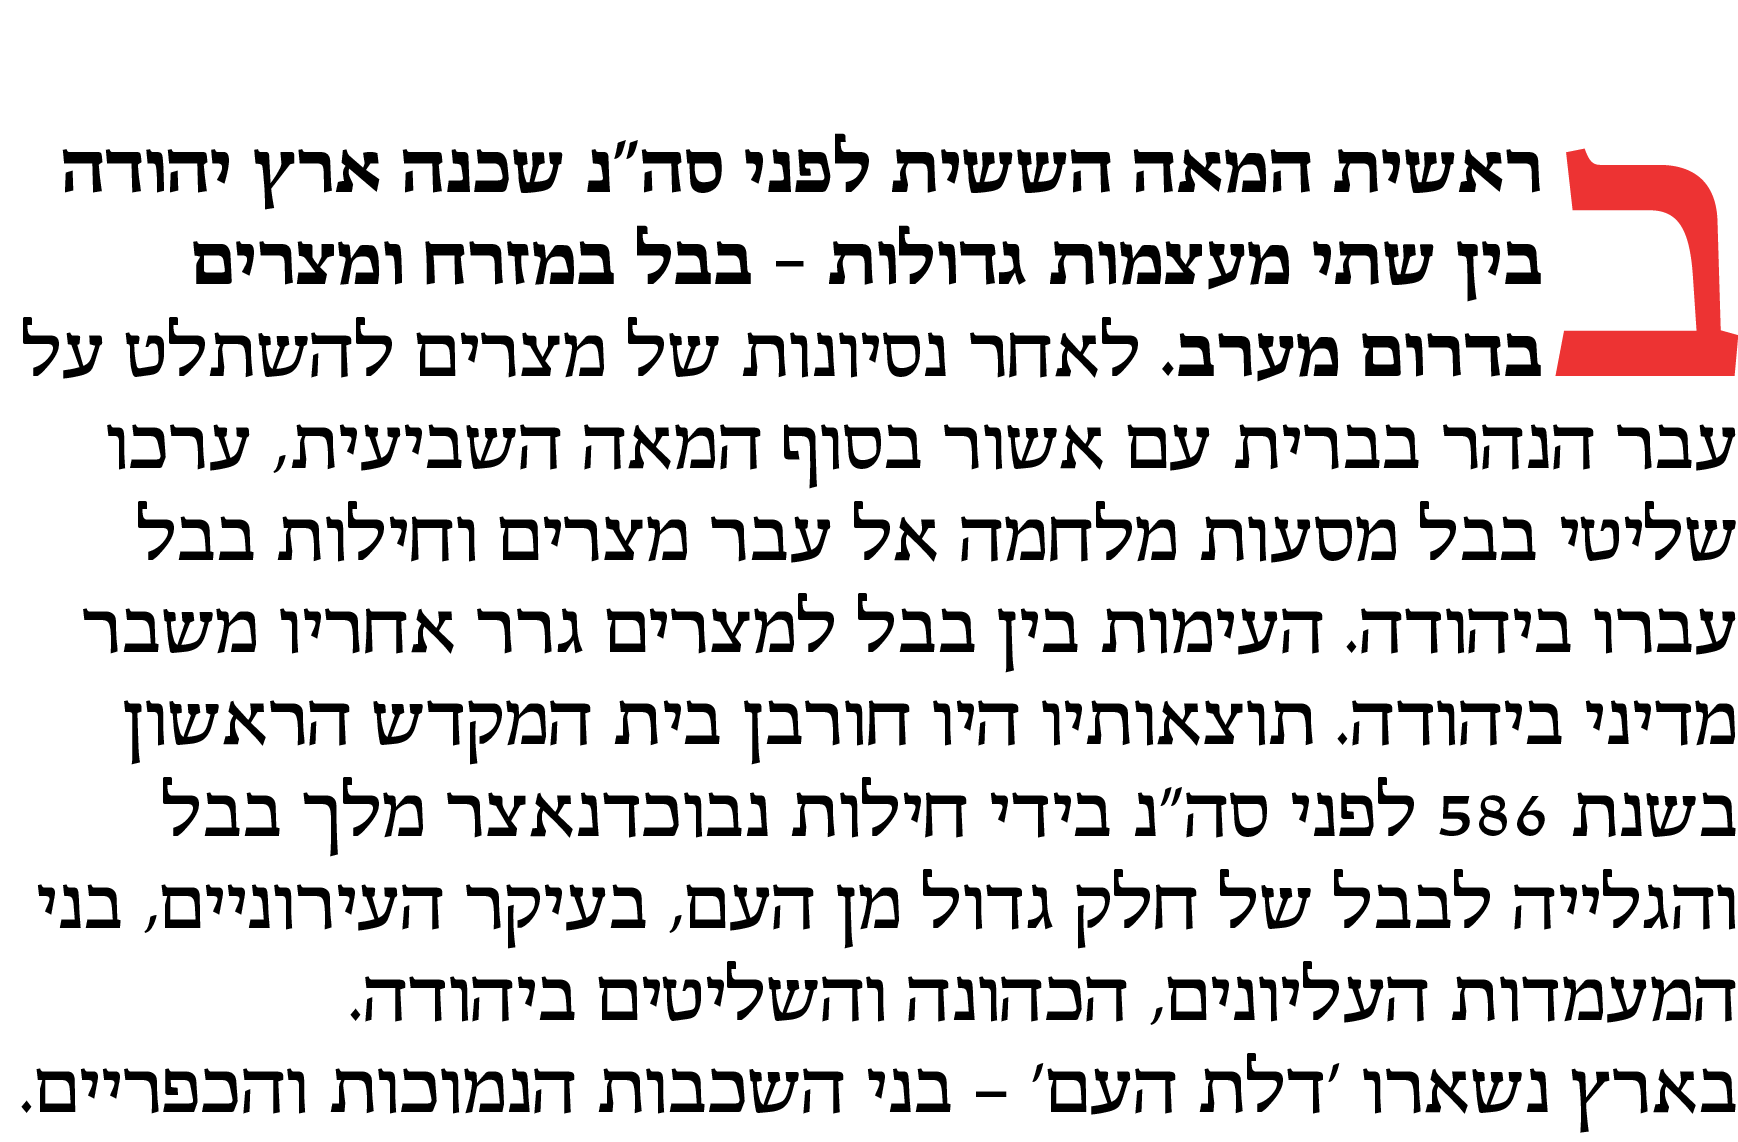 בראשית המאה הששית לפני סה"נ שכנה ארץ יהודה
בין שתי מעצמות גדולות – בבל במזרח ומצרים
בדרום מערב. לאחר נסיונות של מצרים להשתלט על
עבר הנהר בברית עם אשור בסוף המאה השביעית, ערכו
שליטי בבל מסעות מלחמה אל עבר מצרים וחילות בבל
עברו ביהודה. העימות בין בבל למצרים גרר אחריו משבר
מדיני ביהודה. תוצאותיו היו חורבן בית המקדש הראשון
בשנת 586 לפני סה"נ בידי חילות נבוכדנאצר מלך בבל
והגלייה לבבל של חלק גדול מן העם, בעיקר העירוניים, בני
המעמדות העליונים, הכהונה והשליטים ביהודה.
בארץ נשארו 'דלת העם' – בני השכבות הנמוכות והכפריים.